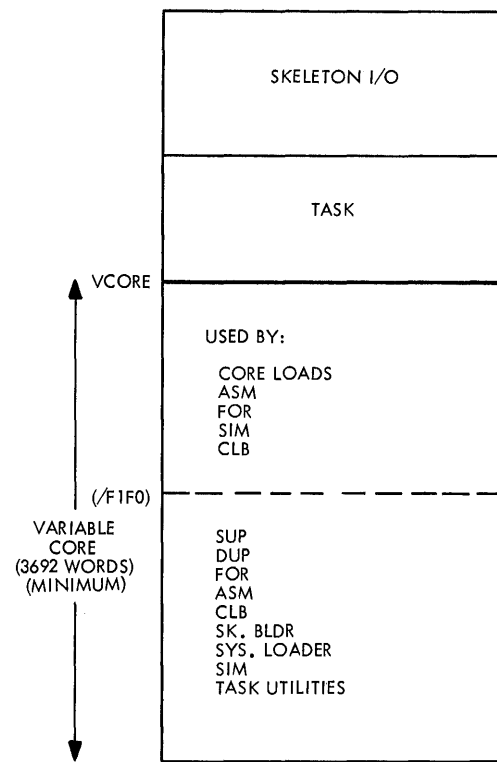 SKELETON I/O
TASK
VCORE
USED BY:
CORE LOADS
ASM
FOR
SIM
CLB
(/F1F0)
VARIABLE
CORE
(3692 WORDS)
(MINIMUM)
SUP
DUP
FOR
ASM
CLB
SK. BLDR
SYS. LOADER
SIM
TASK UTILITIES